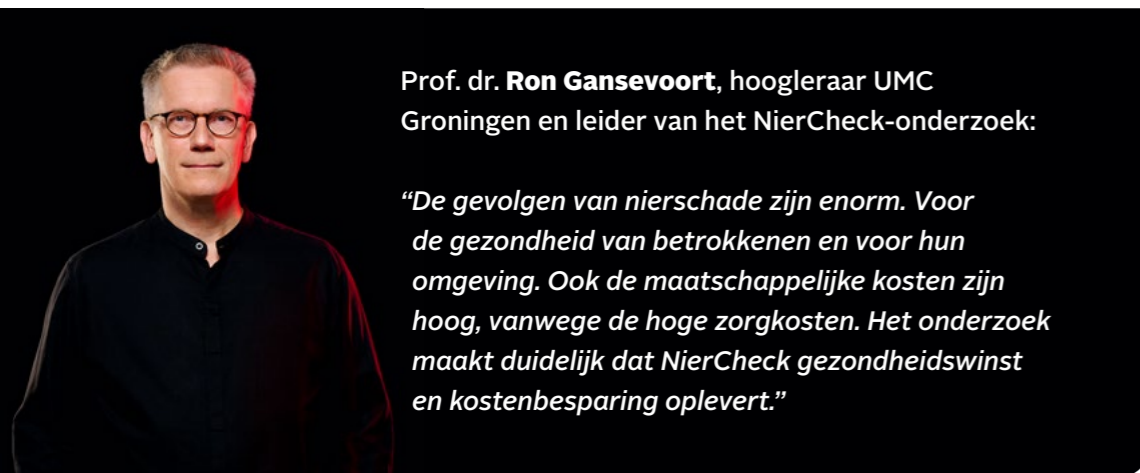 Prof. dr. Ron Gansevoort, hoogleraar UMC
Groningen en leider van het NierCheck-onderzoek:
“De gevolgen van nierschade zijn enorm. Voor
de gezondheid van betrokkenen en voor hun
omgeving. Ook de maatschappelijke kosten zijn
hoog, vanwege de hoge zorgkosten. Het onderzoek
maakt duidelijk dat NierCheck gezondheidswinst
en kostenbesparing oplevert.”